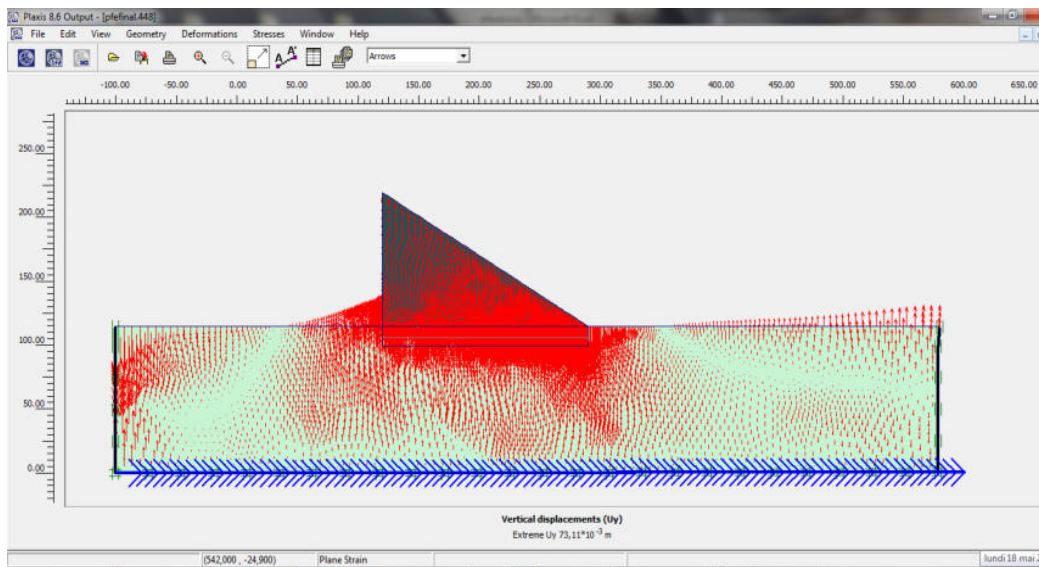 Plaxis 8.6 Output - [pfefinal.448]
File Edit View Geometry Deformations Stresses Window Help
Arrows
-100.00 -50.00 0.00 50.00 100.00 150.00 200.00 250.00 300.00 350.00 400.00 450.00 500.00 550.00 600.00 650.00
250.00
200.00
150.00
100.00
50.00
0.00
Vertical displacements (Uy)
Extreme Uy 73,11*10 -3 m
(542,000 , -24,900) Plane Strain lundi 18 mai